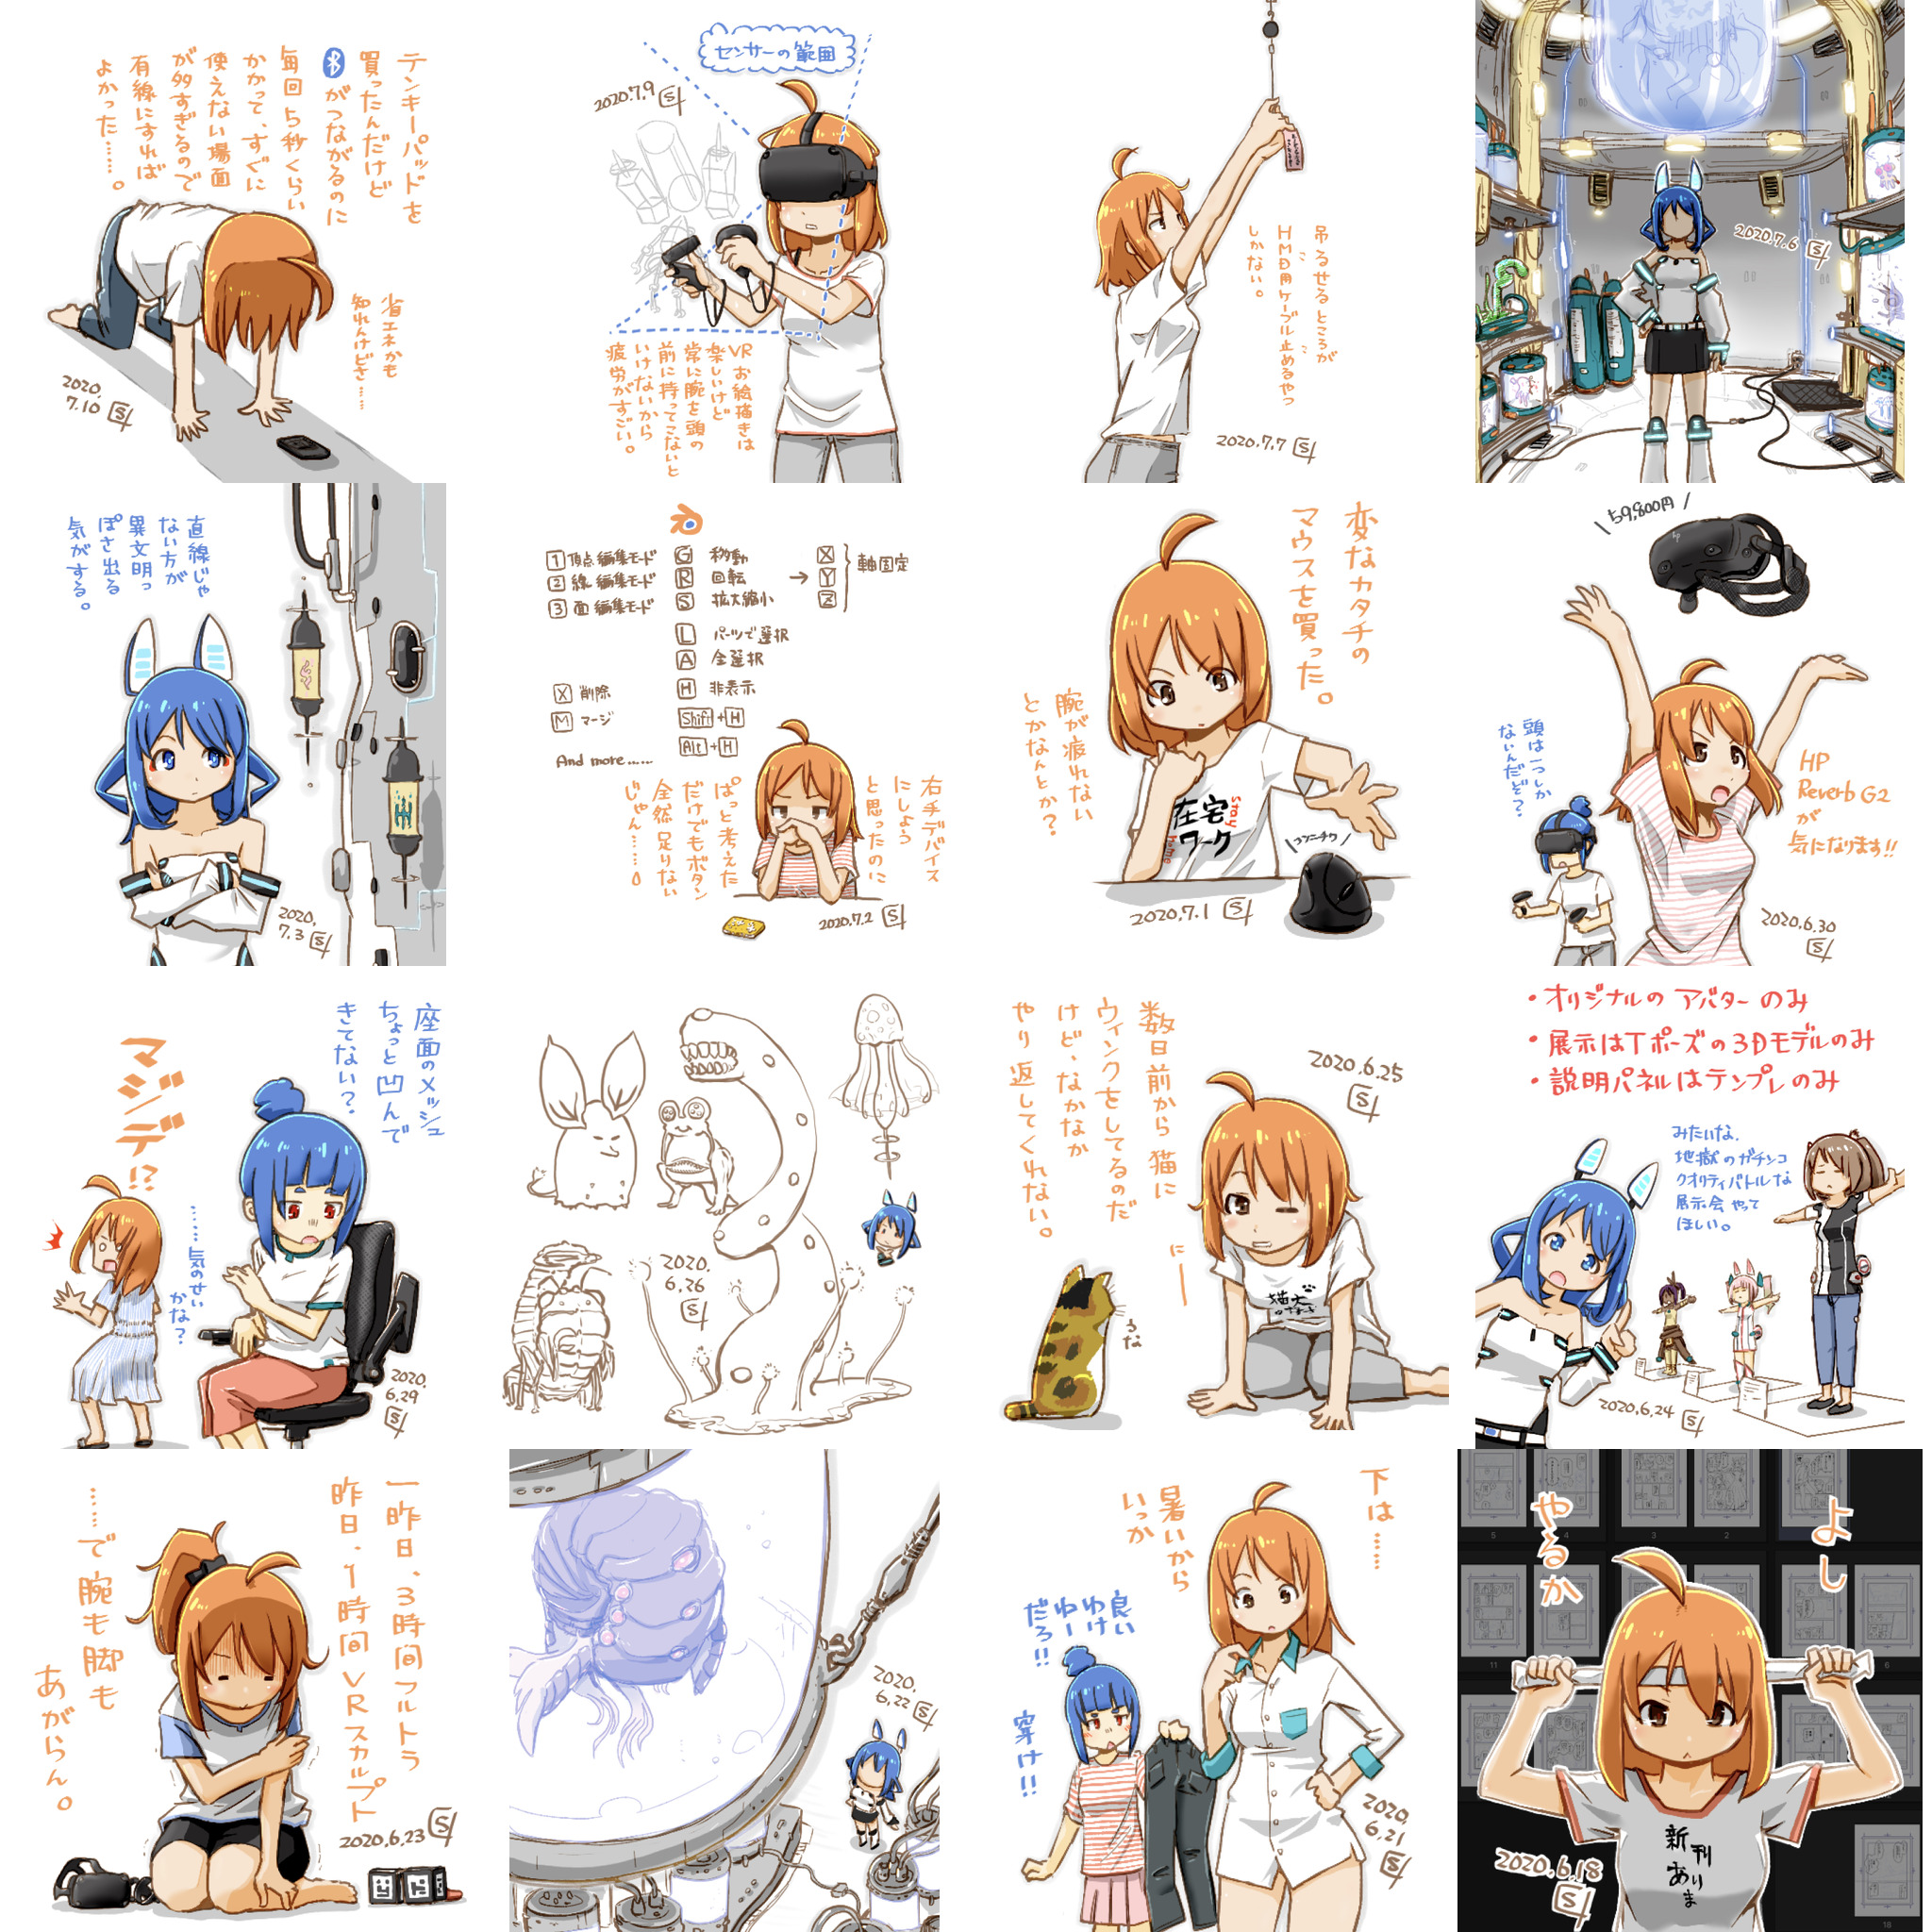 テンキーパッドを
買ったんだけど
がつながるのに
毎回5秒くらい
かかって、すぐに
使えない場面
が多すぎるので
有線にすれば
よかった……。
省エネかも
知れんけどさ……
2020.
7.10
センサーの範囲
2020.7.9
VRお絵描きは
楽しいけど
常に腕を頭の
前に持ってこないと
いけないから
疲労がすごい。
吊るせるところが
HMD用ケーブル止めるやつ
しかない。
2020.7.7
2020.7.6
直線じゃ
ない方が
異文明っ
ぽさ出る
気がする。
2020.
7.3
1 頂点編集モード
2 線編集モード
3 面編集モード
G 移動
R 回転
S 拡大縮小
→
X
Y
Z
軸固定
L パーツで選択
A 全選択
X 削除
M マージ
H 非表示
Shift+H
Alt+H
And more……
右手デバイス
にしよう
と思ったのに
ぱっと考えた
だけでもボタン
全然足りない
じゃん……。
2020.7.2
変なカタチの
マウスを買った。
腕が疲れない
とかなんとか?
在宅
ワーク
stay
home
コンニチワ
2020.7.1
59,800円
頭は一つしか
ないんだぞ?
HP
Reverb G2
が
気になります!!
2020.6.30
座面のメッシュ
ちょっと凹んで
きてない?
マジデ!?
……気のせい
かな?
2020.
6.29
2020.
6.26
数日前から猫に
ウィンクをしてるのだ
けど、なかなか
やり返してくれない。
2020.6.25
にー
うな
・オリジナルのアバターのみ
・展示はTポーズの3Dモデルのみ
・説明パネルはテンプレのみ
みたいな、
地獄のガチンコ
クオリティバトルな
展示会やって
ほしい。
2020.6.24
一昨日、3時間フルトラ
昨日、1時間VRスカルプト
……で腕も脚も
あがらん。
2020.6.23
2020.
6.22
下は……
暑いから
いっか
良い
わけ
ねー
だろ!!
穿け!!
2020.
6.21
よし
やるか
新刊
あります
2020.6.18